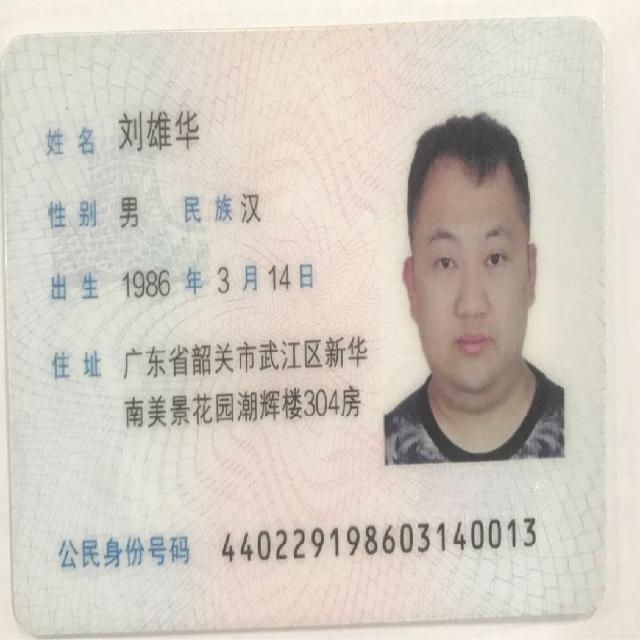 姓名 刘雄华
性别 男 民族 汉
出生 1986 年 3 月 14 日
住址 广东省韶关市武江区新华
南美景花园潮辉楼304房
公民身份号码 440229198603140013